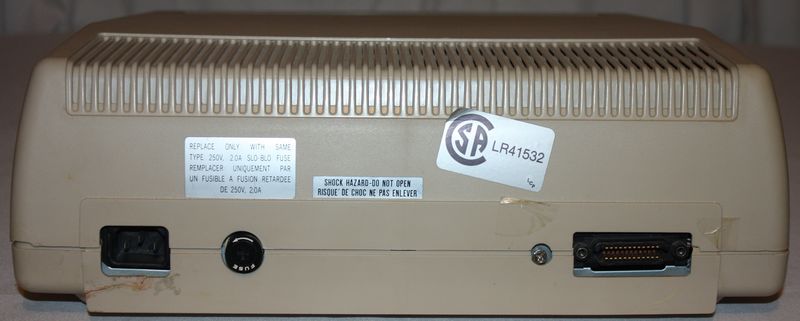 REPLACE ONLY WITH SAME
TYPE 250V, 2.0A SLO-BLO FUSE
REMPLACER UNIQUEMENT PAR
UN FUSIBLE A FUSION RETARDEE
DE 250V, 2.0A
SHOCK HAZARD-DO NOT OPEN
RISQUE DE CHOC NE PAS ENLEVER
CSA LR41532
FUSE